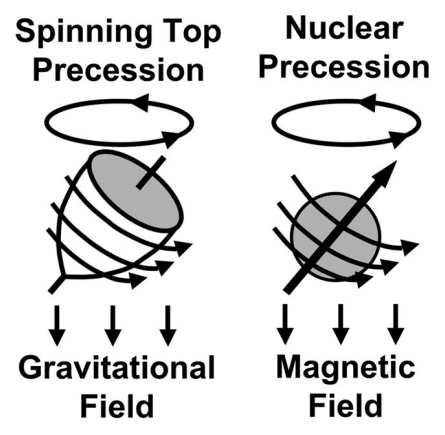 Spinning Top
Precession
Nuclear
Precession
Gravitational
Field
Magnetic
Field